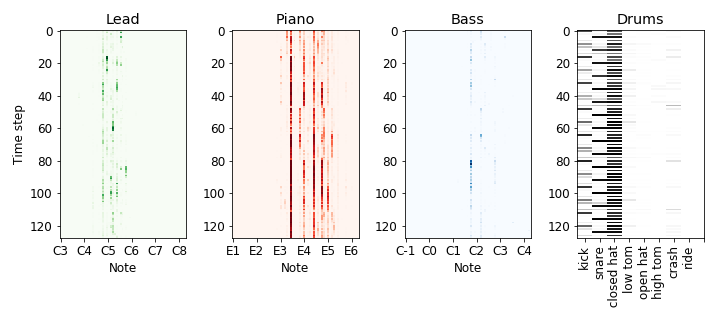 Lead
Piano
Bass
Drums
0
20
40
60
80
100
120
Time step
C3 C4 C5 C6 C7 C8
Note
0
20
40
60
80
100
120
E1 E2 E3 E4 E5 E6
Note
0
20
40
60
80
100
120
C-1 C0 C1 C2 C3 C4
Note
0
20
40
60
80
100
120
kick
snare
closed hat
low tom
open hat
high tom
crash
ride